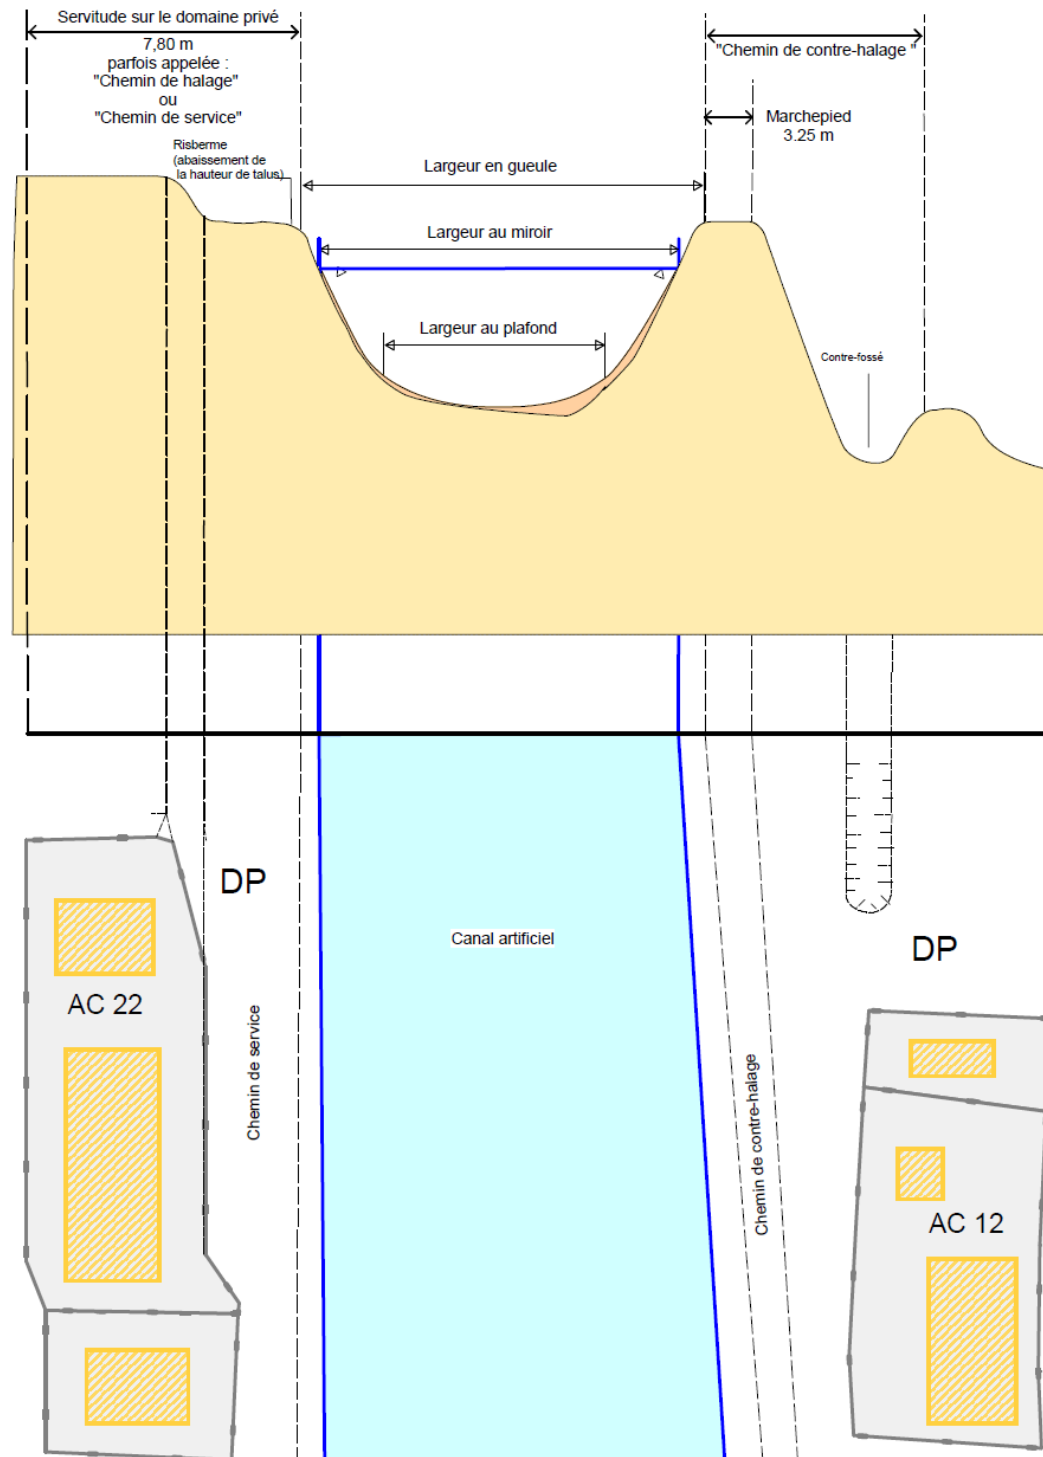 Servitude sur le domaine privé
7,80 m
parfois appelée :
"Chemin de halage"
ou
"Chemin de service"
"Chemin de contre-halage "
Marchepied
3.25 m
Risberme
(abaissement de
la hauteur de talus)
Largeur en gueule
Largeur au miroir
Largeur au plafond
Contre-fossé
DP
Canal artificiel
DP
AC 22
Chemin de service
Chemin de contre-halage
AC 12